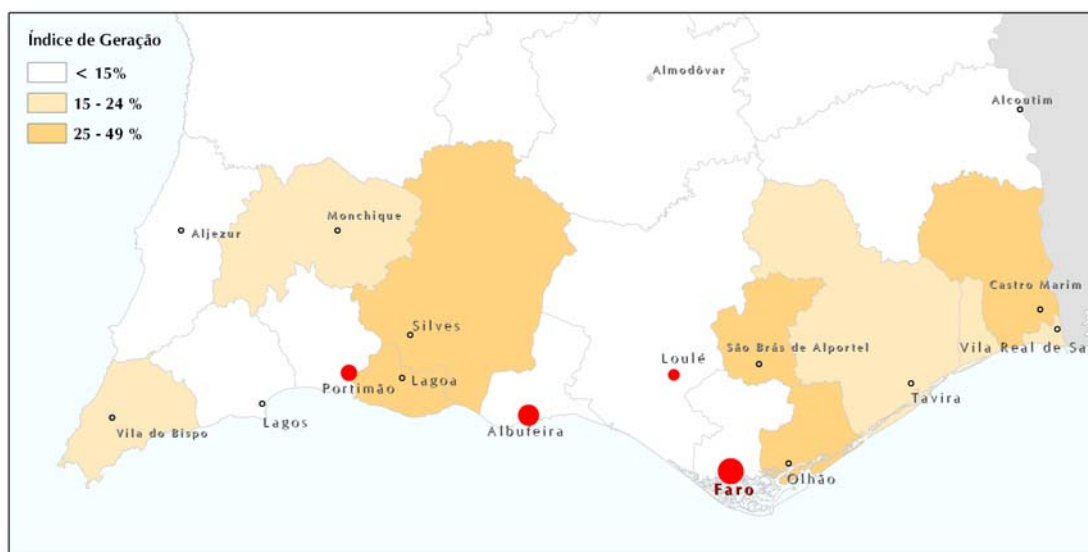 Índice de Geração
< 15%
15 - 24 %
25 - 49 %
Almodôvar
Alcoutim
Monchique
Aljezur
Castro Marim
Silves
São Brás de Alportel
Vila Real de Sa
Loulé
Portimão
Lagoa
Tavira
Lagos
Albufeira
Vila do Bispo
Olhão
Faro